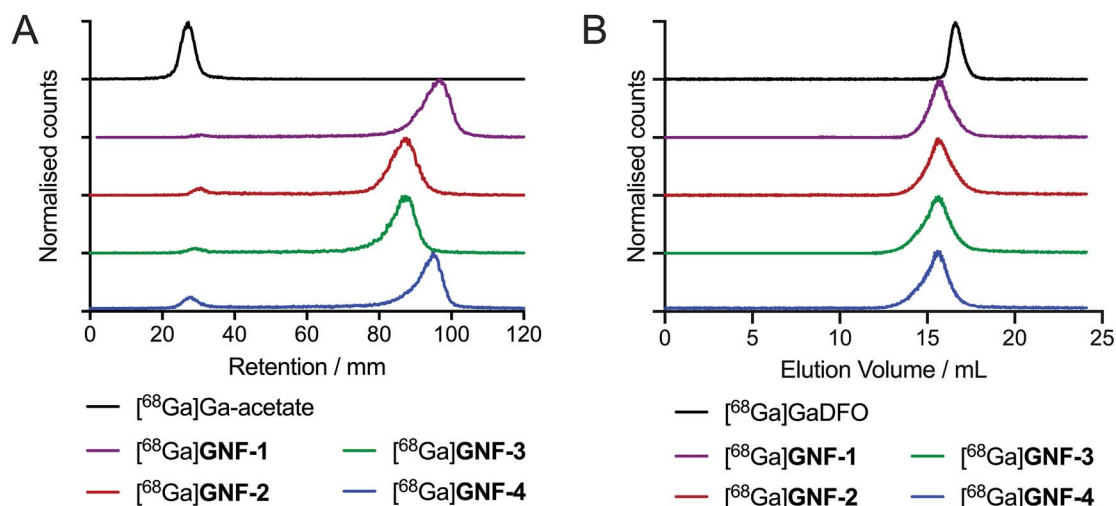 A
Normalised counts
0 20 40 60 80 100 120
Retention / mm
[⁶⁸Ga]Ga-acetate
[⁶⁸Ga]GNF-1 [⁶⁸Ga]GNF-3
[⁶⁸Ga]GNF-2 [⁶⁸Ga]GNF-4
B
Normalised counts
0 5 10 15 20 25
Elution Volume / mL
[⁶⁸Ga]GaDFO
[⁶⁸Ga]GNF-1 [⁶⁸Ga]GNF-3
[⁶⁸Ga]GNF-2 [⁶⁸Ga]GNF-4